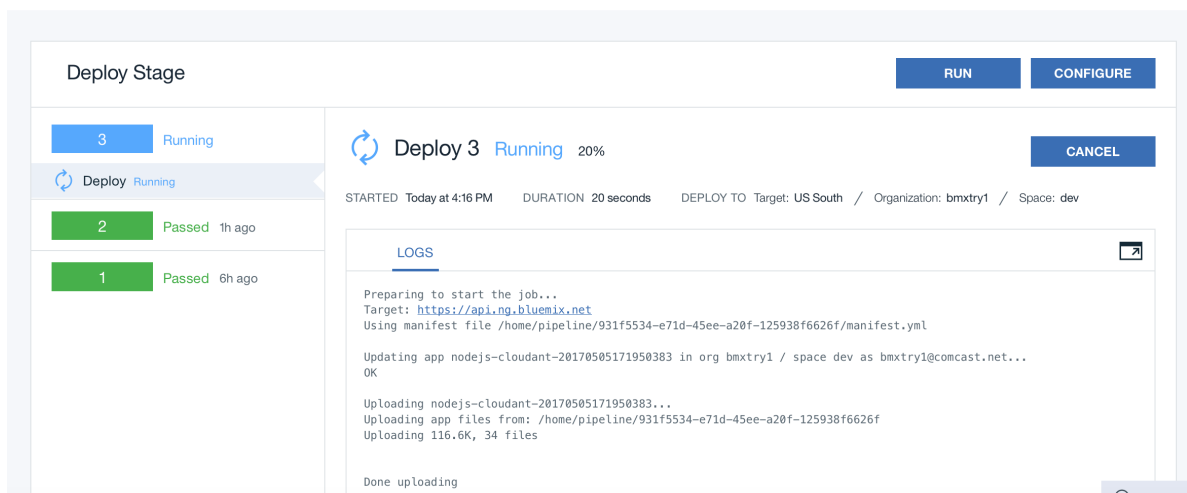 Deploy Stage
RUN
CONFIGURE
3 Running
Deploy Running
2 Passed 1h ago
1 Passed 6h ago
Deploy 3 Running 20%
CANCEL
STARTED Today at 4:16 PM DURATION 20 seconds DEPLOY TO Target: US South / Organization: bmxtry1 / Space: dev
LOGS
Preparing to start the job...
Target: https://api.ng.bluemix.net
Using manifest file /home/pipeline/931f5534-e71d-45ee-a20f-125938f6626f/manifest.yml
Updating app nodejs-cloudant-20170505171950383 in org bmxtry1 / space dev as bmxtry1@comcast.net...
OK
Uploading nodejs-cloudant-20170505171950383...
Uploading app files from: /home/pipeline/931f5534-e71d-45ee-a20f-125938f6626f
Uploading 116.6K, 34 files
Done uploading